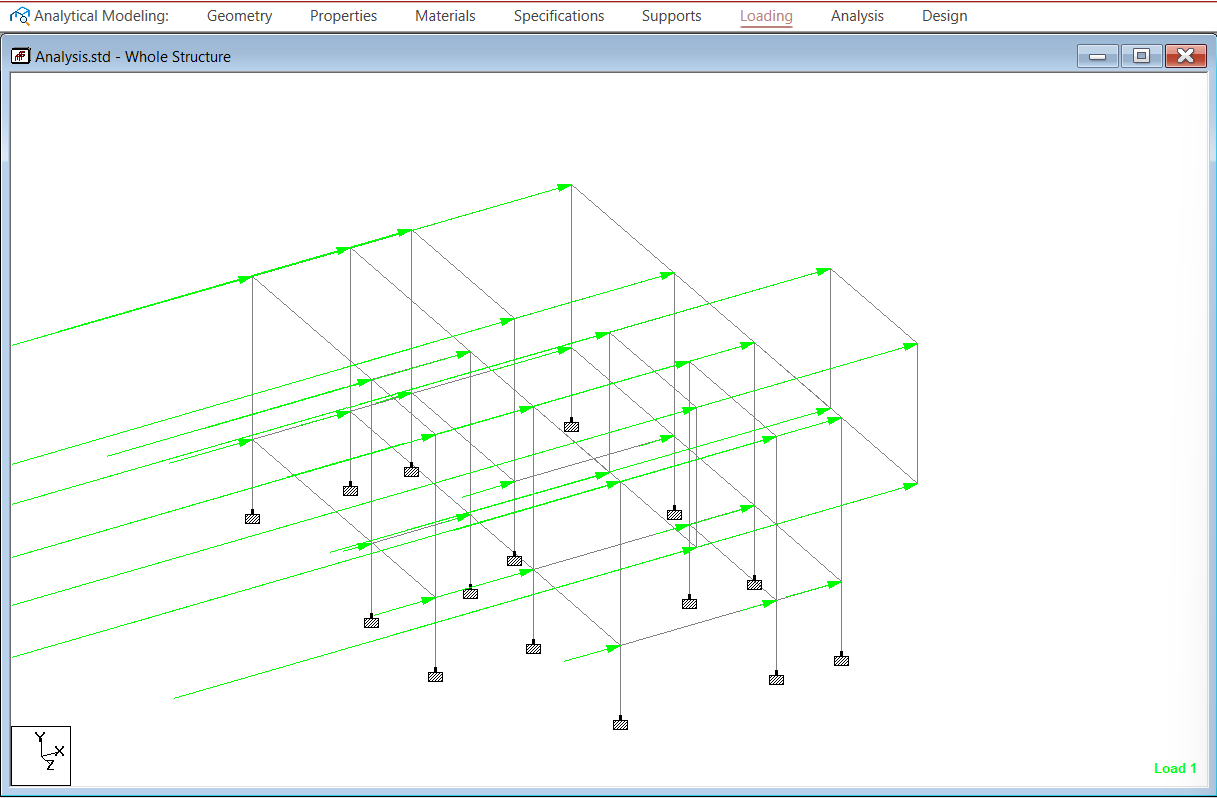 Analytical Modeling: Geometry Properties Materials Specifications Supports Loading Analysis Design
Analysis.std - Whole Structure
Y
X
Z
Load 1